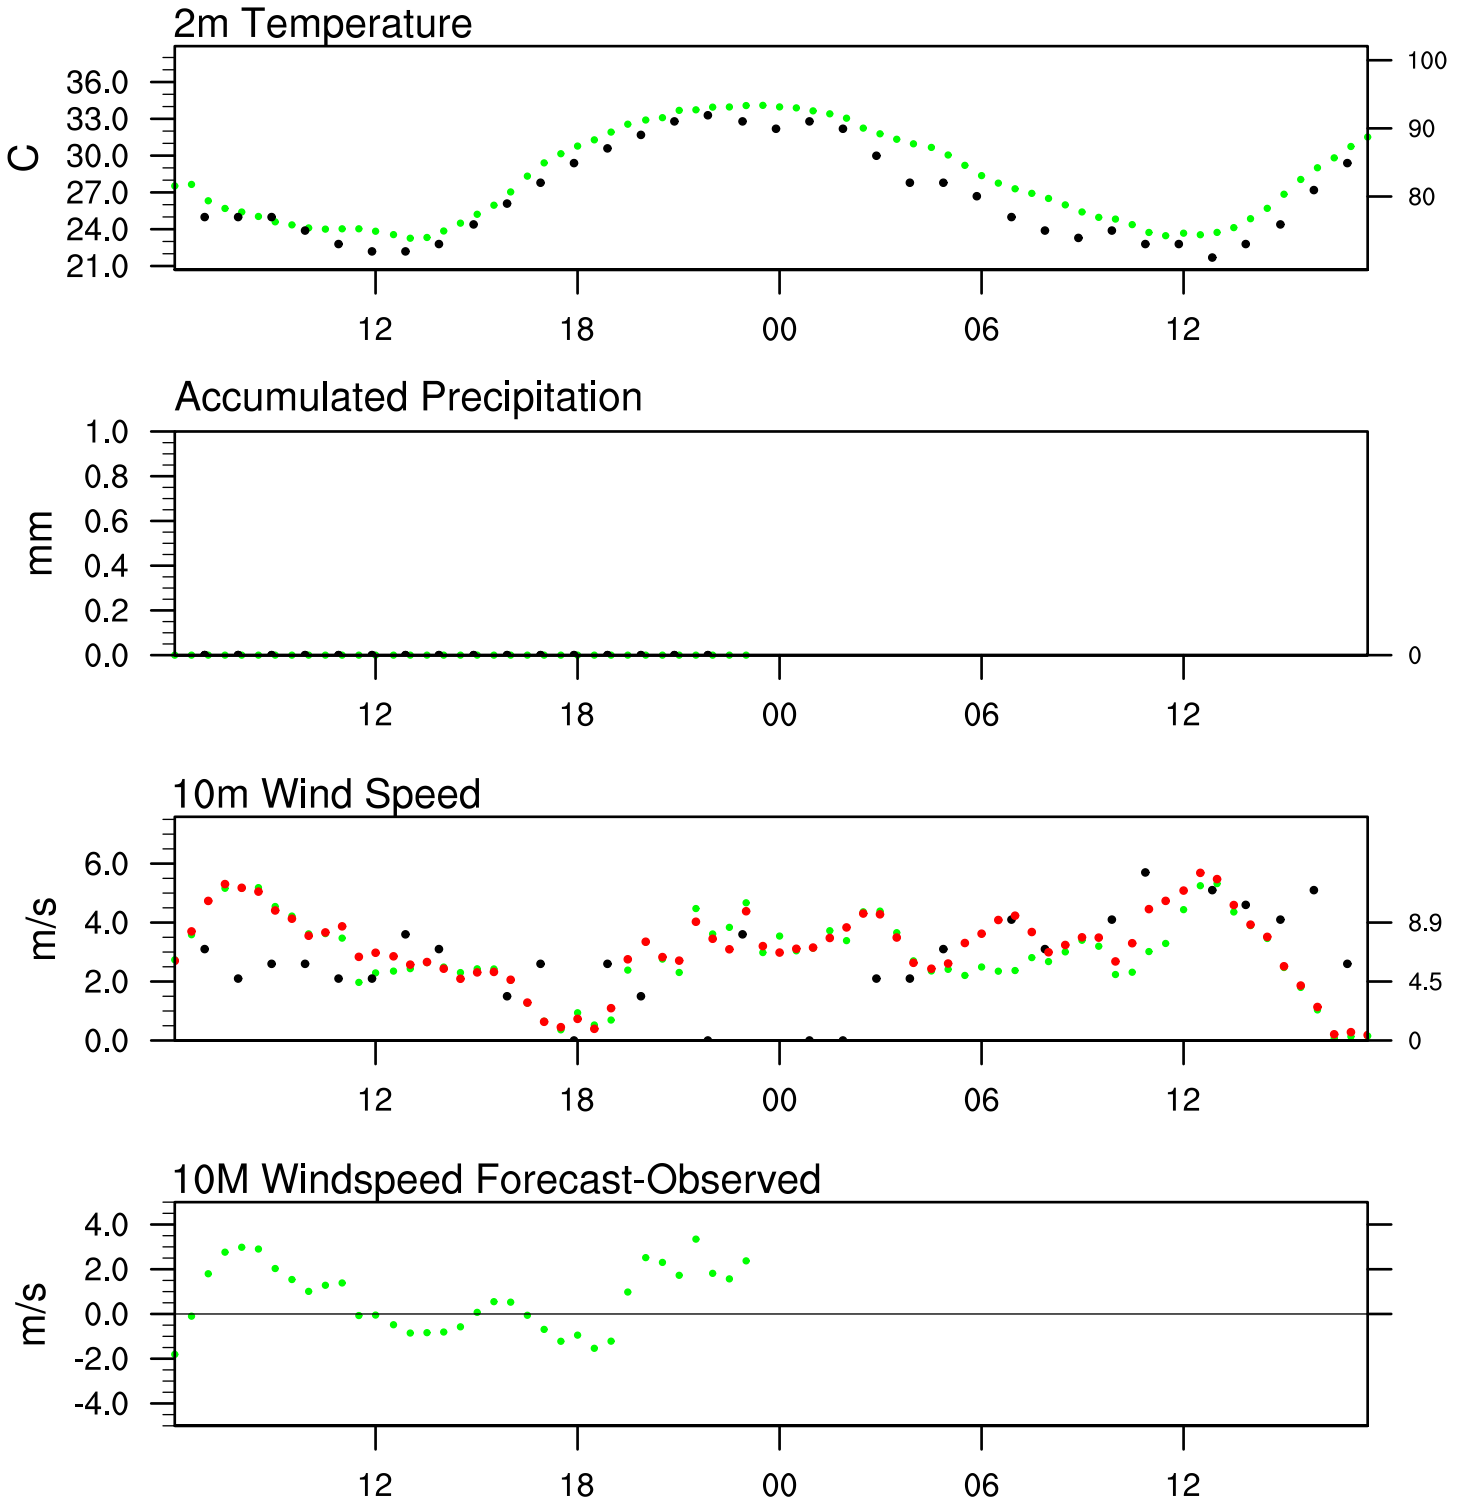 2m Temperature
C
36.0
33.0
30.0
27.0
24.0
21.0
100
90
80
12 18 00 06 12
Accumulated Precipitation
mm
1.0
0.8
0.6
0.4
0.2
0.0
0
12 18 00 06 12
10m Wind Speed
m/s
6.0
4.0
2.0
0.0
8.9
4.5
0
12 18 00 06 12
10M Windspeed Forecast-Observed
m/s
4.0
2.0
0.0
-2.0
-4.0
12 18 00 06 12